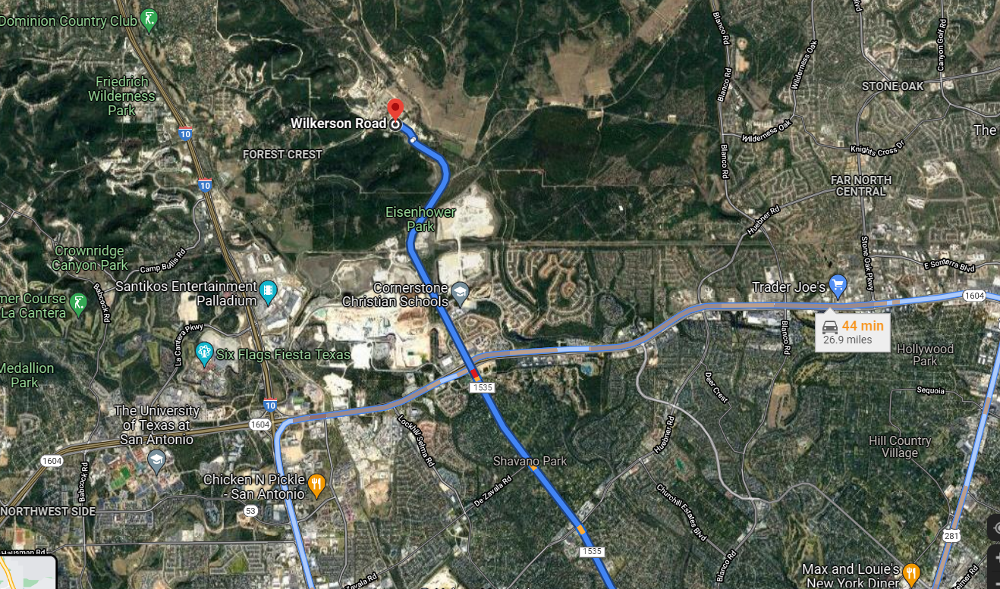 Dominion Country Club
Friedrich
Wilderness
Park
10
Wilkerson Road
FOREST CREST
10
Blanco Rd
Blanco Rd
Blanco Rd
Wilderness Oak
Wilderness Oak
Canyon Golf Rd
STONE OAK
The
Knights Cross Dr
FAR NORTH
CENTRAL
Huebner Rd
Eisenhower
Park
Crownridge
Canyon Park
Camp Bullis Rd
Stone Oak Pkwy
E Sonterra Blvd
Santikos Entertainment
Palladium
Cornerstone
Christian Schools
Trader Joe's
1604
mer Course
La Cantera
Babcock Rd
44 min
26.9 miles
Blanco Rd
La Cantera Pkwy
Six Flags Fiesta Texas
Hollywood
Park
Medallion
Park
1535
Deer Crest
Sequoia
10
The University
of Texas at
San Antonio
1604
Lockhill Selma Rd
Huebner Rd
Hill Country
Village
1604
Babcock Rd
Shavano Park
Chicken N Pickle
- San Antonio
De Zavala Rd
Churchill Estates Blvd
NORTHWEST SIDE
53
281
Hausman Rd
1535
Blanco Rd
Zavala Rd
Max and Louie's
New York Diner